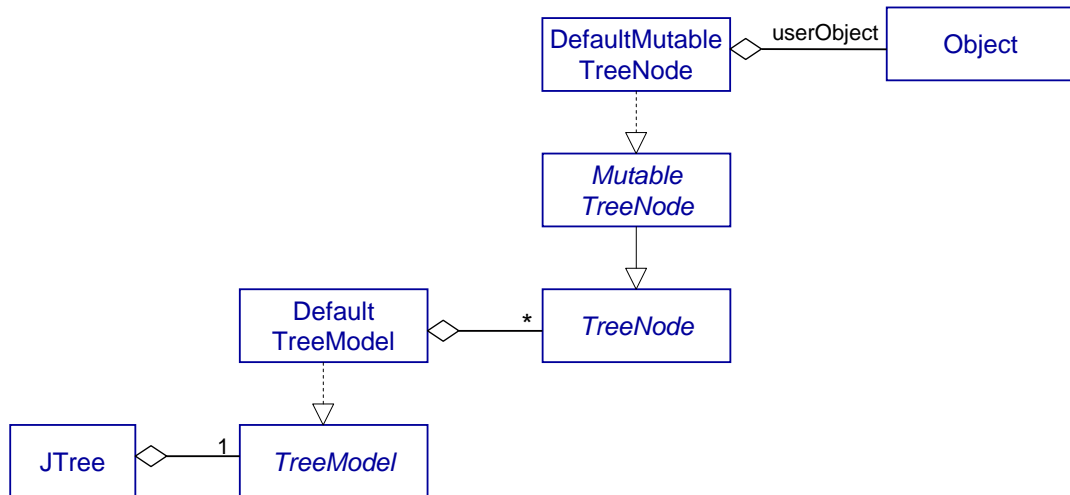 DefaultMutable
TreeNode
userObject
Object
Mutable
TreeNode
Default
TreeModel
*
TreeNode
JTree
1
TreeModel